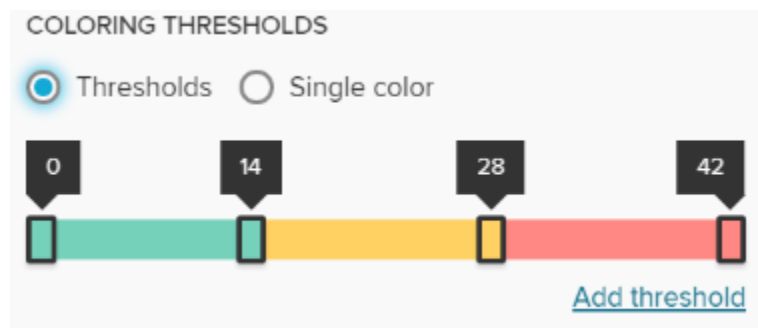 COLORING THRESHOLDS
Thresholds Single color
0 14 28 42
Add threshold